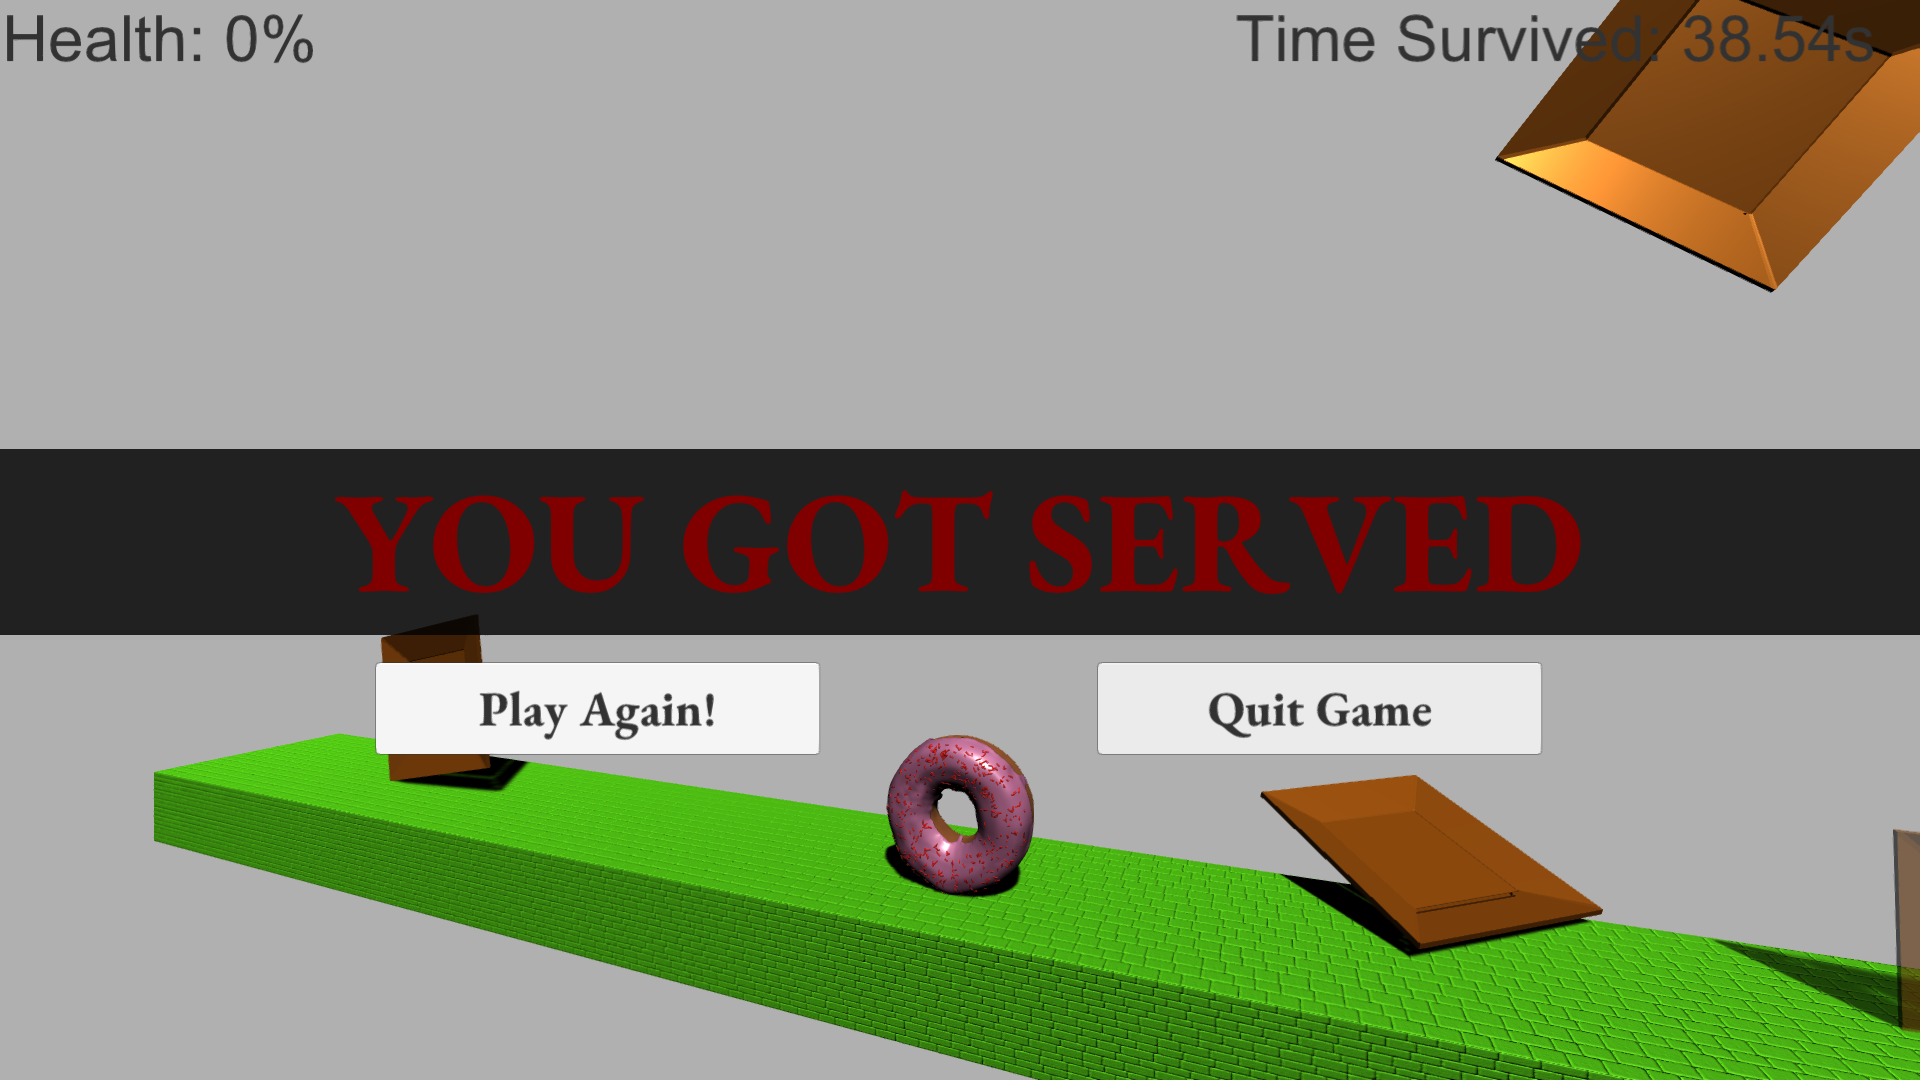 Health: 0%
Time Survived: 38.54s
YOU GOT SERVED
Play Again!
Quit Game